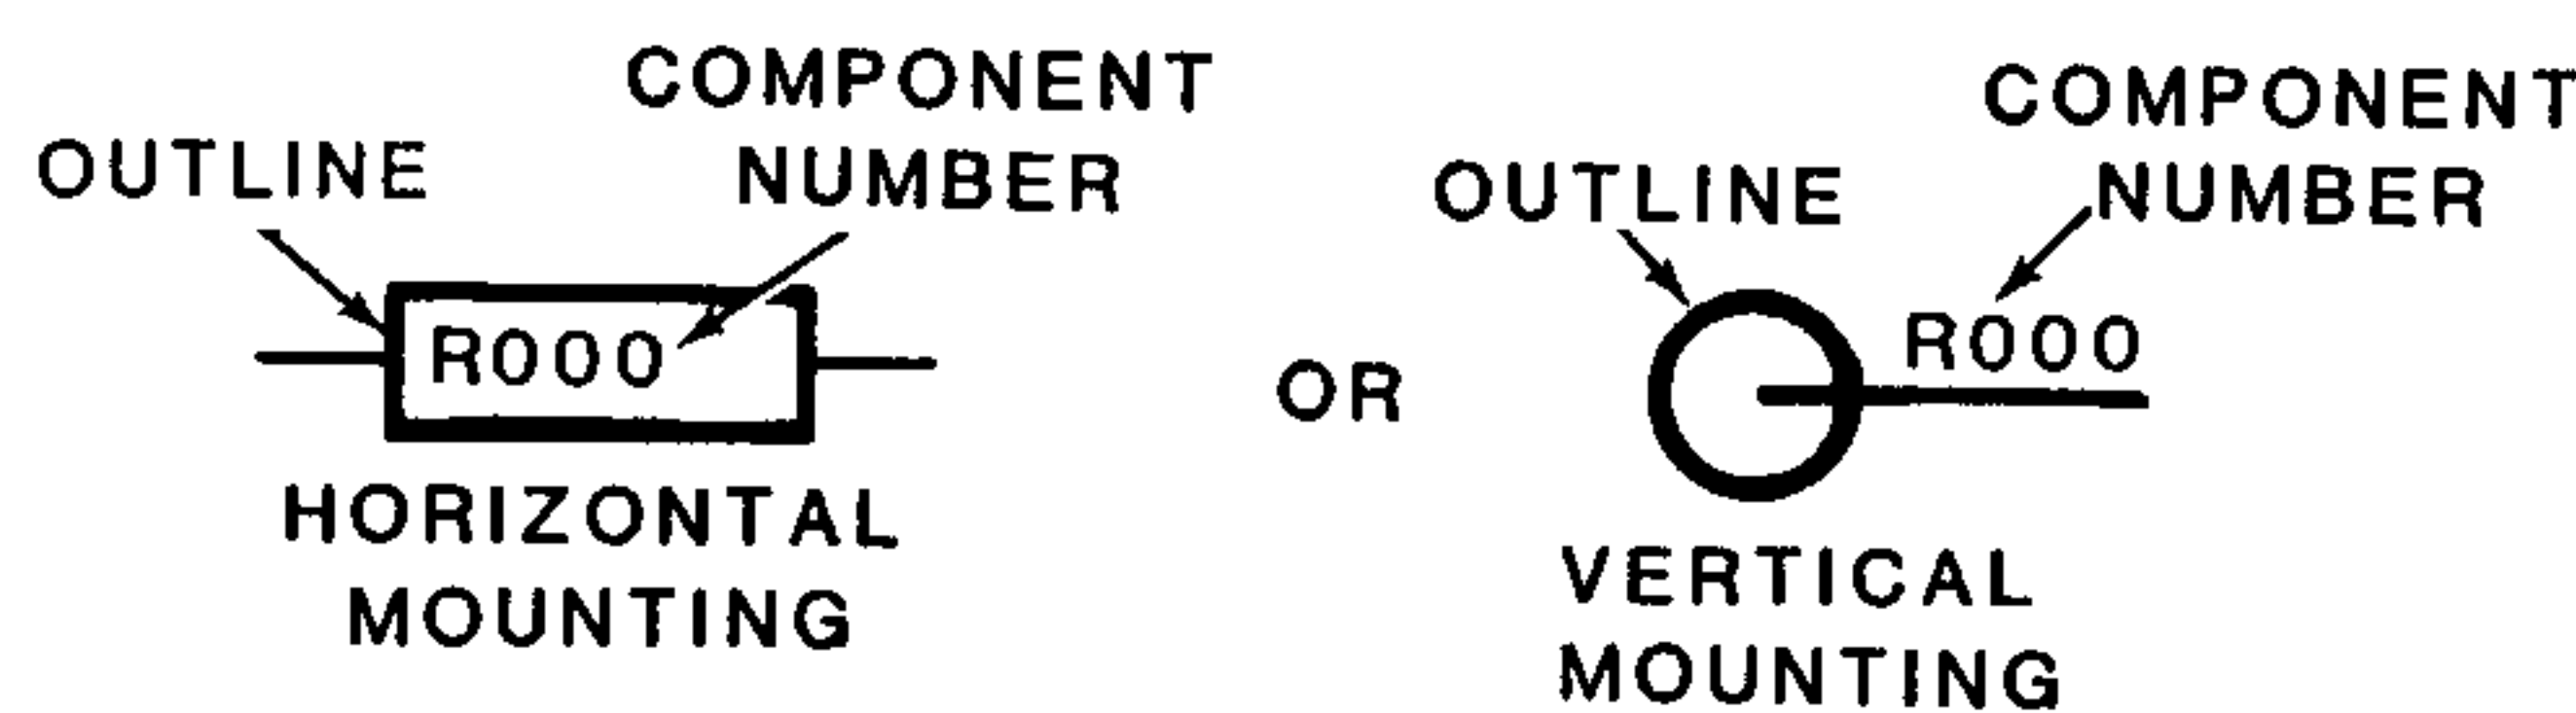 OUTLINE
COMPONENT
NUMBER
R000
HORIZONTAL
MOUNTING
OR
OUTLINE
COMPONENT
NUMBER
R000
VERTICAL
MOUNTING